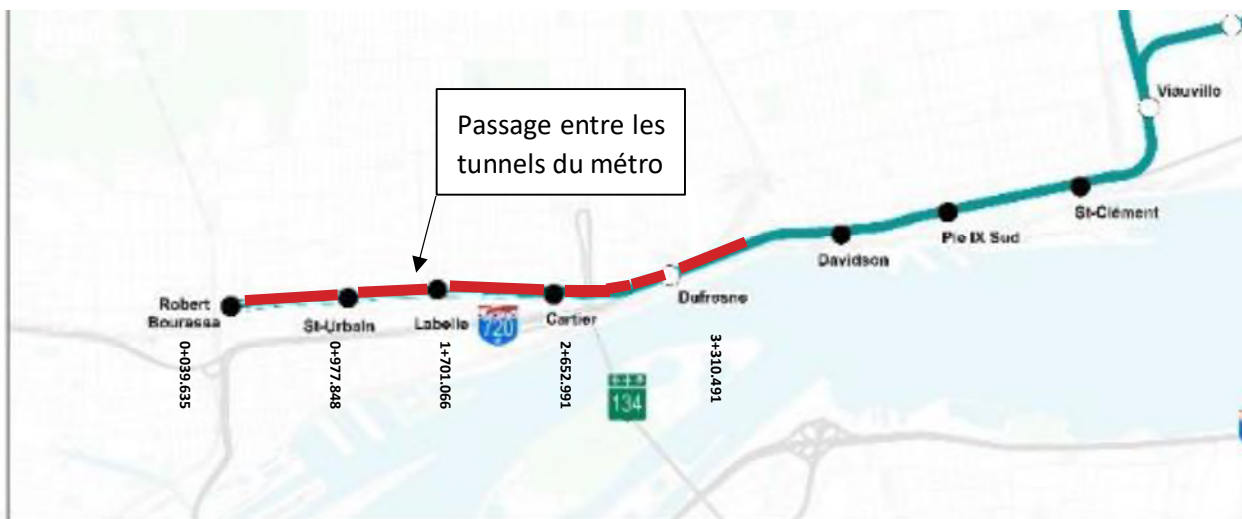 Passage entre les
tunnels du métro
Viauville
St-Clément
Pie IX Sud
Davidson
Dufresne
Robert
Bourassa
St-Urbain
Labelle
720
Cartier
134
0+039.635
0+977.848
1+701.066
2+652.991
3+310.491